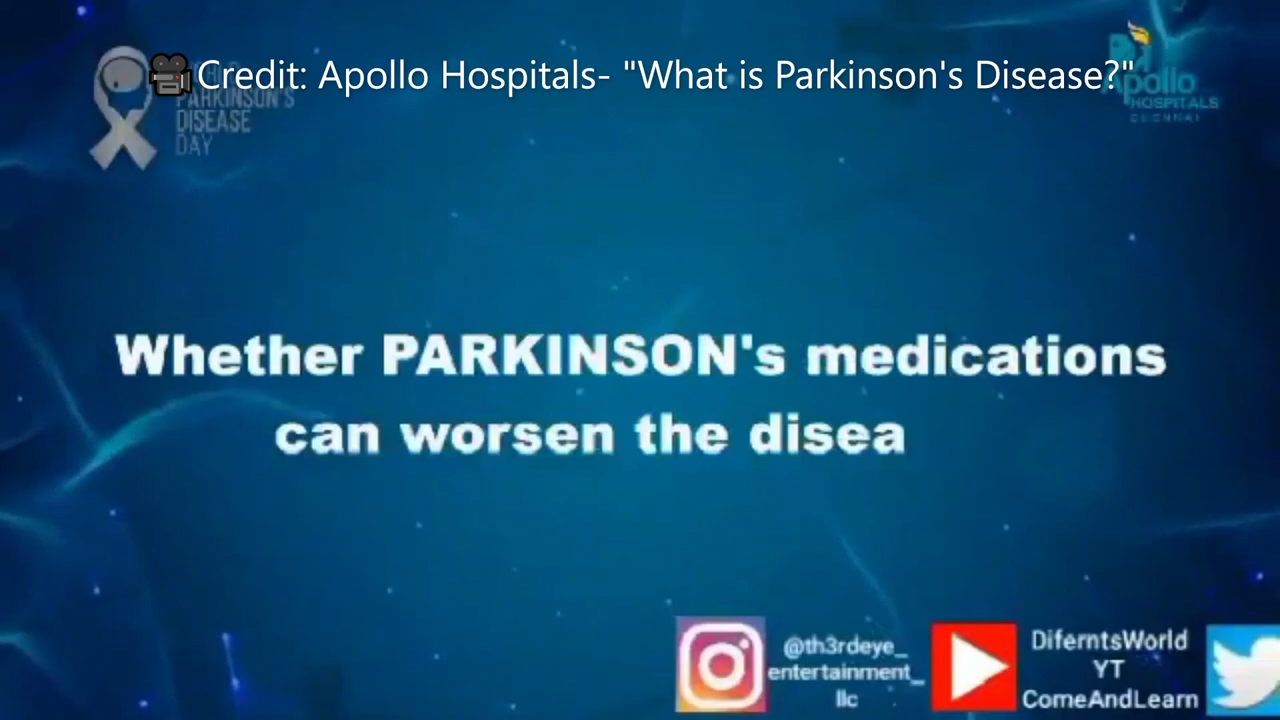 🎥Credit: Apollo Hospitals- "What is Parkinson's Disease?"
PARKINSON'S
DISEASE
DAY
Apollo
HOSPITALS
CHENNAI
Whether PARKINSON's medications
can worsen the disea
@th3rdeye_
entertainment_
llc
DiferntsWorld
YT
ComeAndLearn